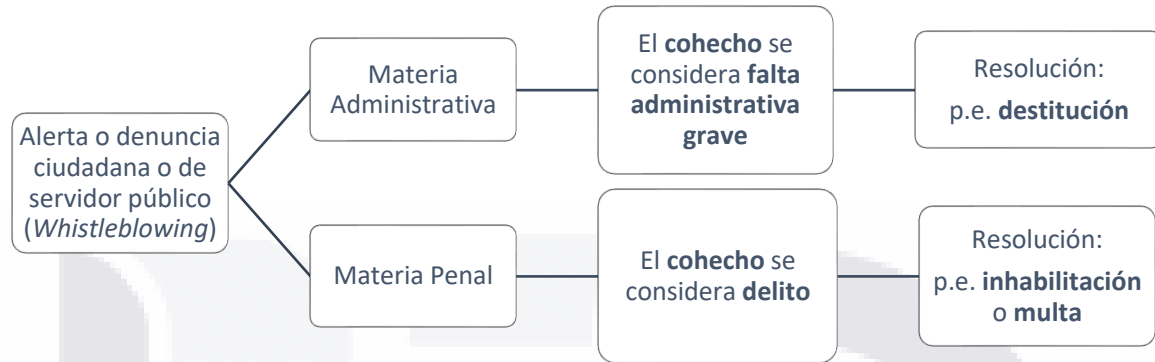 Alerta o denuncia
ciudadana o de
servidor público
(Whistleblowing)
Materia
Administrativa
El cohecho se
considera falta
administrativa
grave
Resolución:
p.e. destitución
Materia Penal
El cohecho se
considera delito
Resolución:
p.e. inhabilitación
o multa